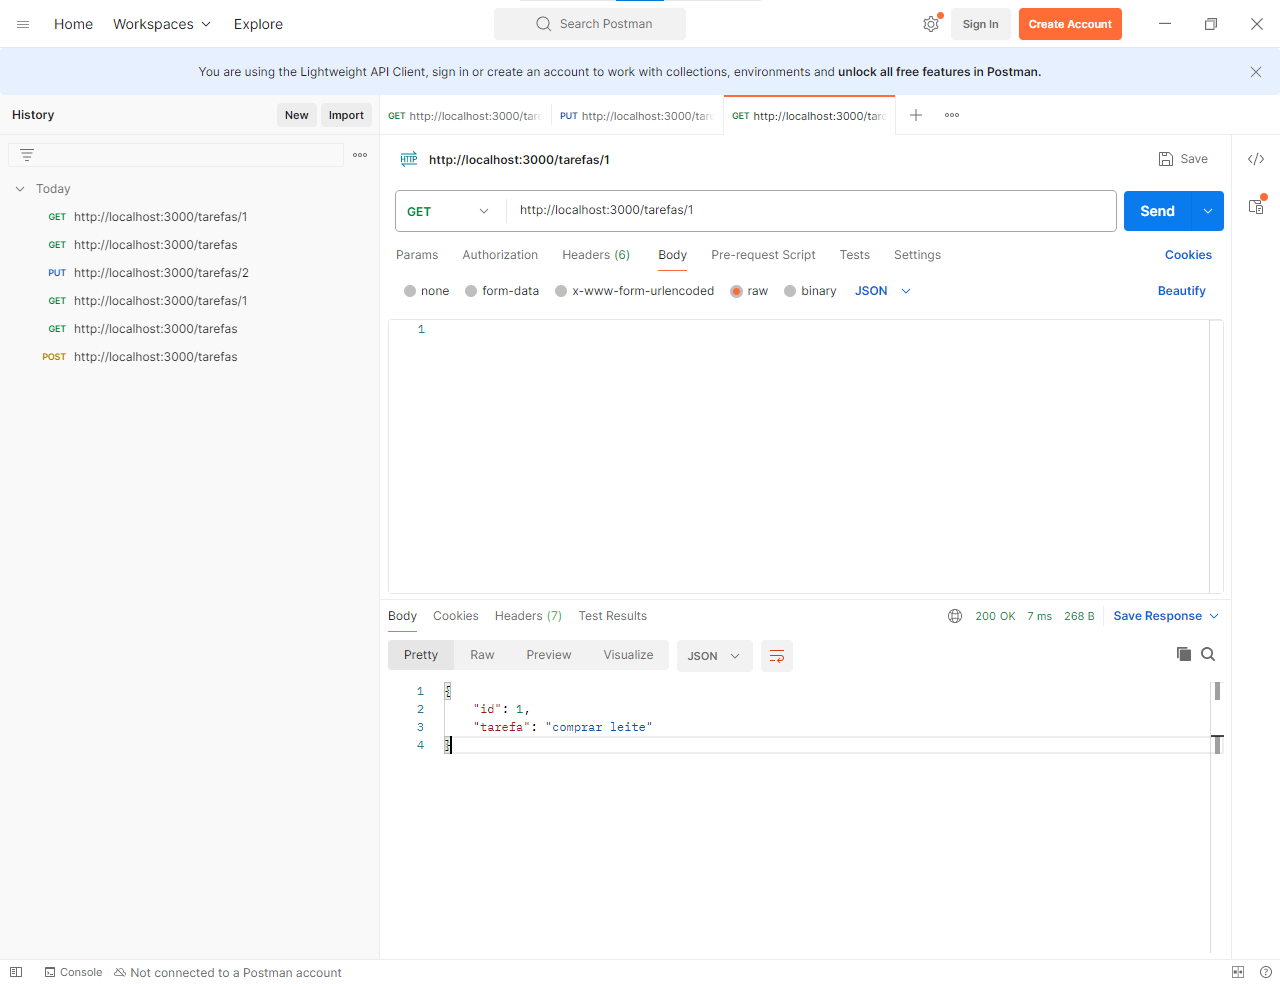 Home Workspaces Explore Search Postman Sign In Create Account
You are using the Lightweight API Client, sign in or create an account to work with collections, environments and unlock all free features in Postman.
History New Import
GET http://localhost:3000/tare PUT http://localhost:3000/tar GET http://localhost:3000/tare
HTTP http://localhost:3000/tarefas/1 Save
Today
GET http://localhost:3000/tarefas/1
GET http://localhost:3000/tarefas
PUT http://localhost:3000/tarefas/2
GET http://localhost:3000/tarefas/1
GET http://localhost:3000/tarefas
POST http://localhost:3000/tarefas
GET http://localhost:3000/tarefas/1 Send
Params Authorization Headers (6) Body Pre-request Script Tests Settings Cookies
none form-data x-www-form-urlencoded raw binary JSON Beautify
1
Body Cookies Headers (7) Test Results 200 OK 7 ms 268 B Save Response
Pretty Raw Preview Visualize JSON
1 {
2 "id": 1,
3 "tarefa": "comprar leite"
4 }
Console Not connected to a Postman account